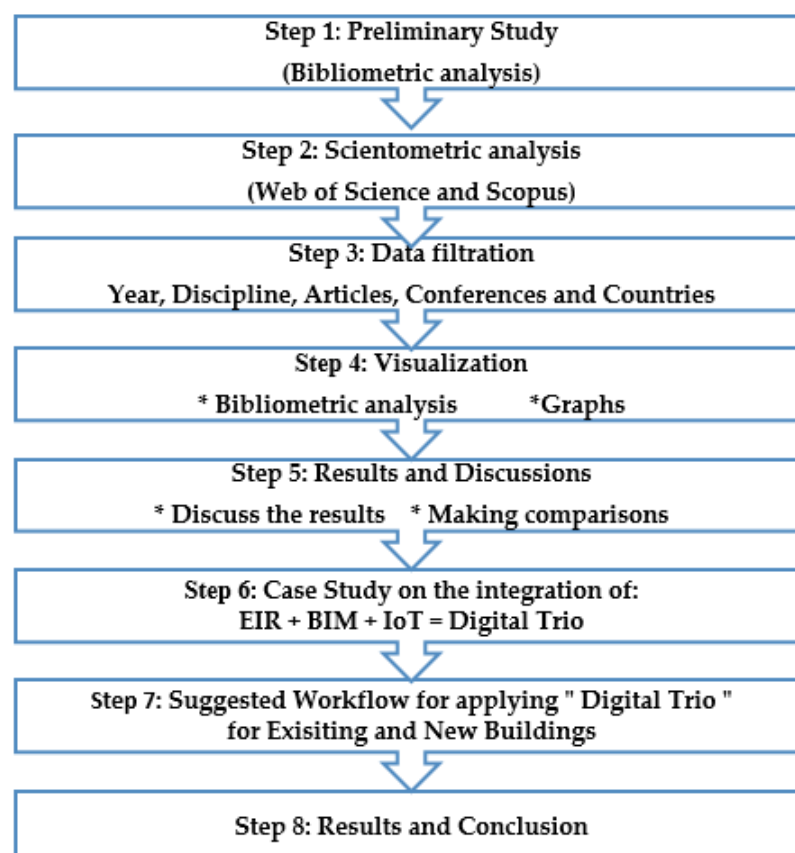 Step 1: Preliminary Study
(Bibliometric analysis)
Step 2: Scientometric analysis
(Web of Science and Scopus)
Step 3: Data filtration
Year, Discipline, Articles, Conferences and Countries
Step 4: Visualization
* Bibliometric analysis *Graphs
Step 5: Results and Discussions
* Discuss the results * Making comparisons
Step 6: Case Study on the integration of:
EIR + BIM + IoT = Digital Trio
Step 7: Suggested Workflow for applying " Digital Trio "
for Exisiting and New Buildings
Step 8: Results and Conclusion